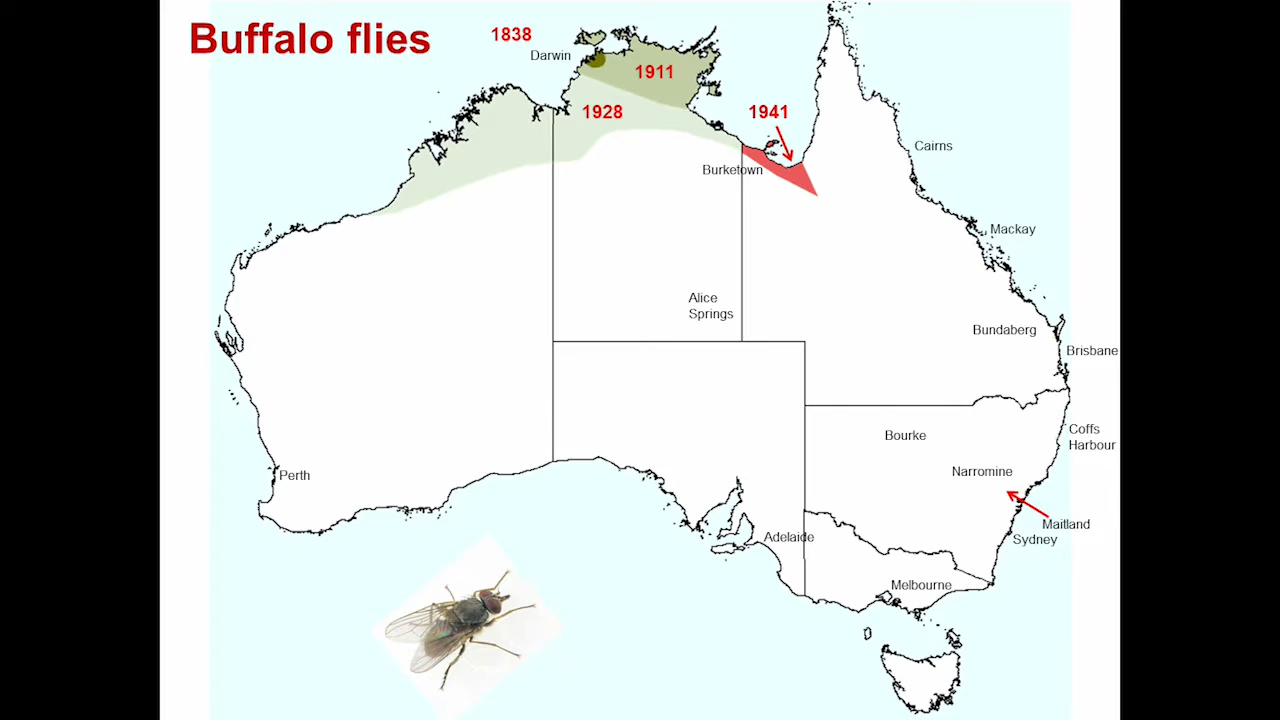 Buffalo flies
1838
Darwin
1911
1928
1941
Cairns
Burketown
Mackay
Alice
Springs
Bundaberg
Brisbane
Coffs
Harbour
Bourke
Narromine
Perth
Maitland
Sydney
Adelaide
Melbourne